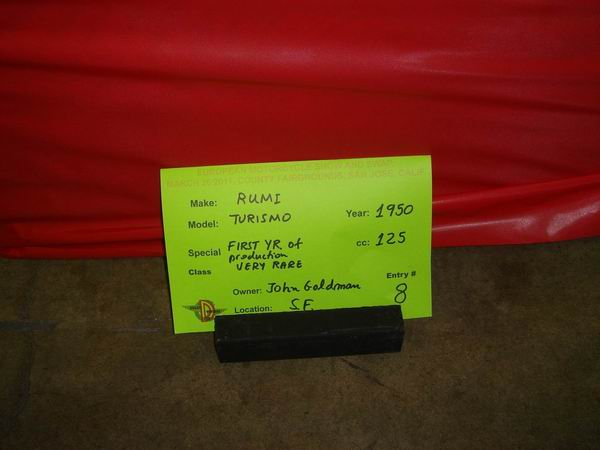 EUROPEAN MOTORCYCLE SHOW AND SWAP
MARCH 26/2011, COUNTY FAIRGROUNDS, SAN JOSE, CALIF
Make: RUMI
Model: TURISMO Year: 1950
Special FIRST YR of cc: 125
production
Class VERY RARE
Owner: John Goldman Entry #
Location: S.F. 8